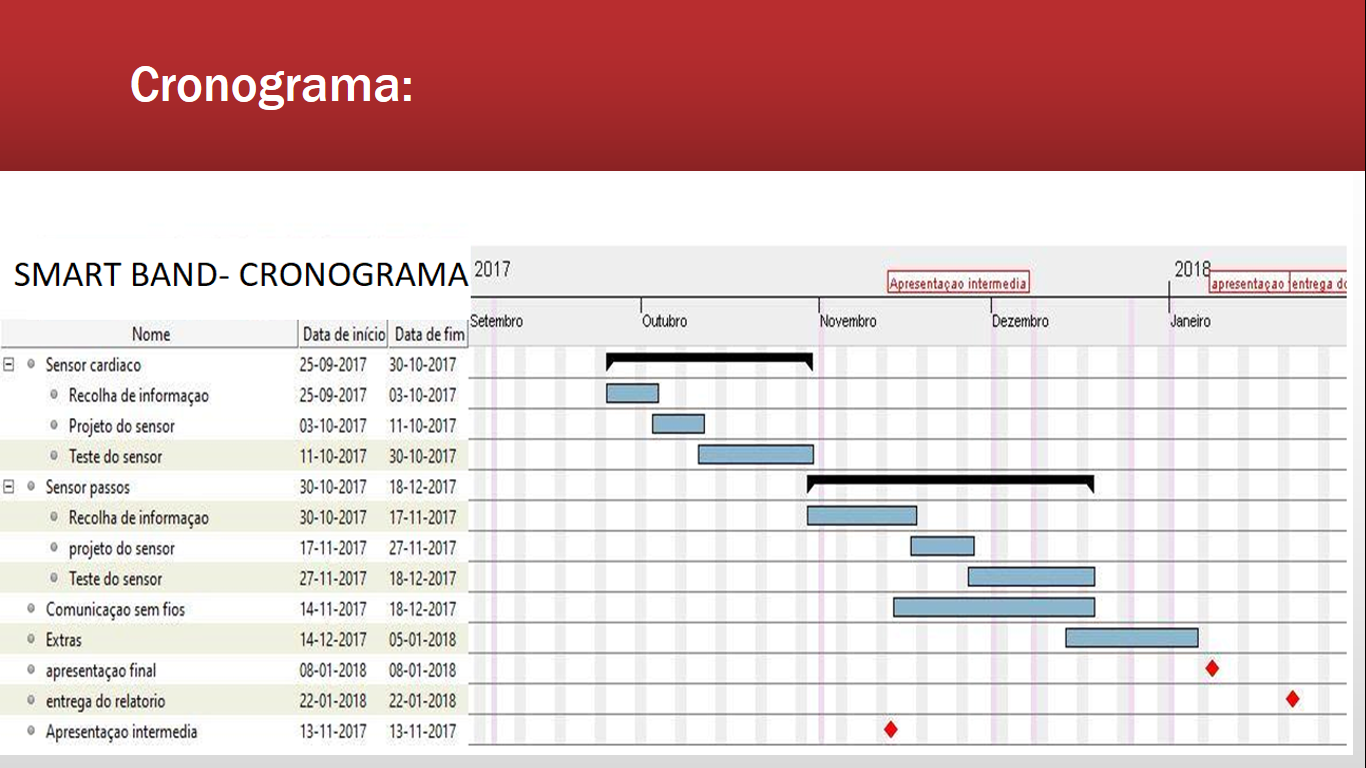 Cronograma:
SMART BAND- CRONOGRAMA
2017
2018
Apresentaçao intermedia
apresentaçao
entrega do
Setembro
Outubro
Novembro
Dezembro
Janeiro
Nome Data de início Data de fim
Sensor cardiaco 25-09-2017 30-10-2017
Recolha de informaçao 25-09-2017 03-10-2017
Projeto do sensor 03-10-2017 11-10-2017
Teste do sensor 11-10-2017 30-10-2017
Sensor passos 30-10-2017 18-12-2017
Recolha de informaçao 30-10-2017 17-11-2017
projeto do sensor 17-11-2017 27-11-2017
Teste do sensor 27-11-2017 18-12-2017
Comunicaçao sem fios 14-11-2017 18-12-2017
Extras 14-12-2017 05-01-2018
apresentaçao final 08-01-2018 08-01-2018
entrega do relatorio 22-01-2018 22-01-2018
Apresentaçao intermedia 13-11-2017 13-11-2017